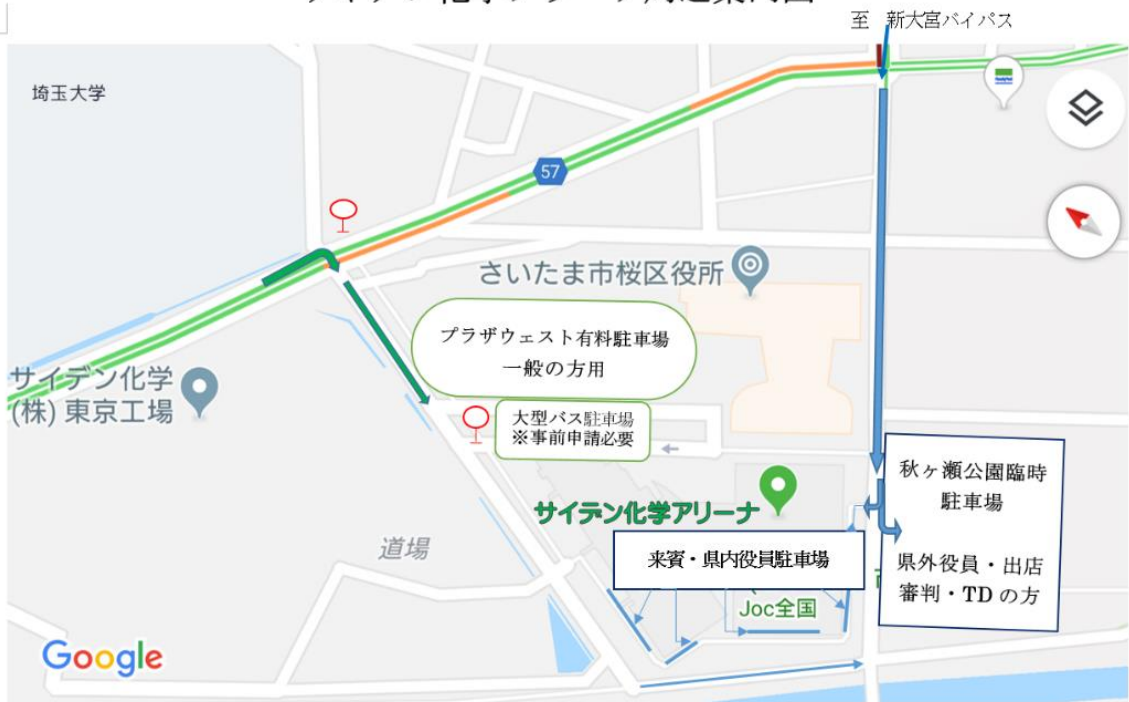 至 新大宮バイパス
埼玉大学
57
さいたま市桜区役所
プラザウェスト有料駐車場
一般の方用
サイデン化学
(株) 東京工場
大型バス駐車場
※事前申請必要
秋ヶ瀬公園臨時
駐車場
県外役員・出店
審判・TD の方
サイデン化学アリーナ
道場
来賓・県内役員駐車場
Joc全国
Google